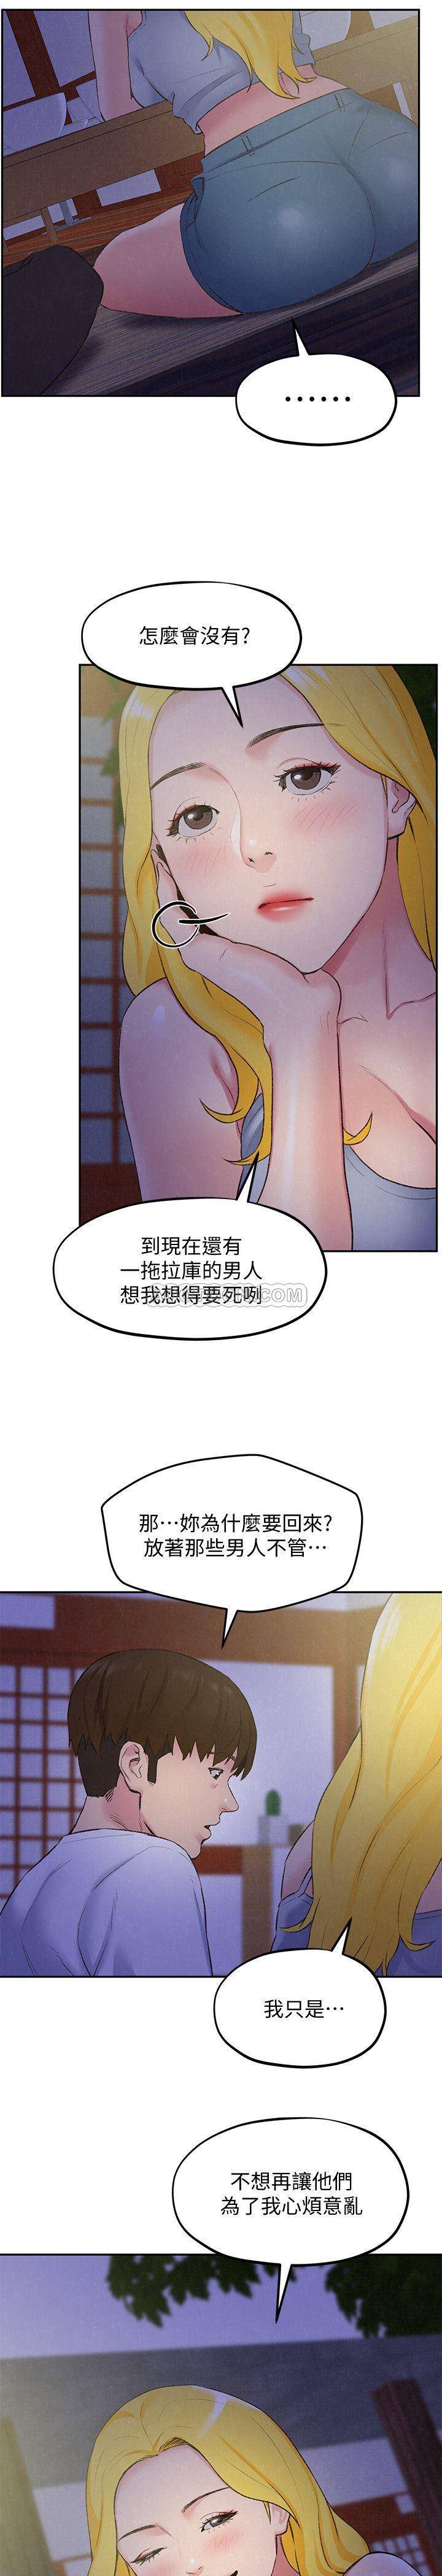 ••••••
怎麼會沒有?
到現在還有
一拖拉庫的男人
想我想得要死咧
那⋯妳為什麼要回來?
放著那些男人不管⋯
我只是⋯
不想再讓他們
為了我心煩意亂